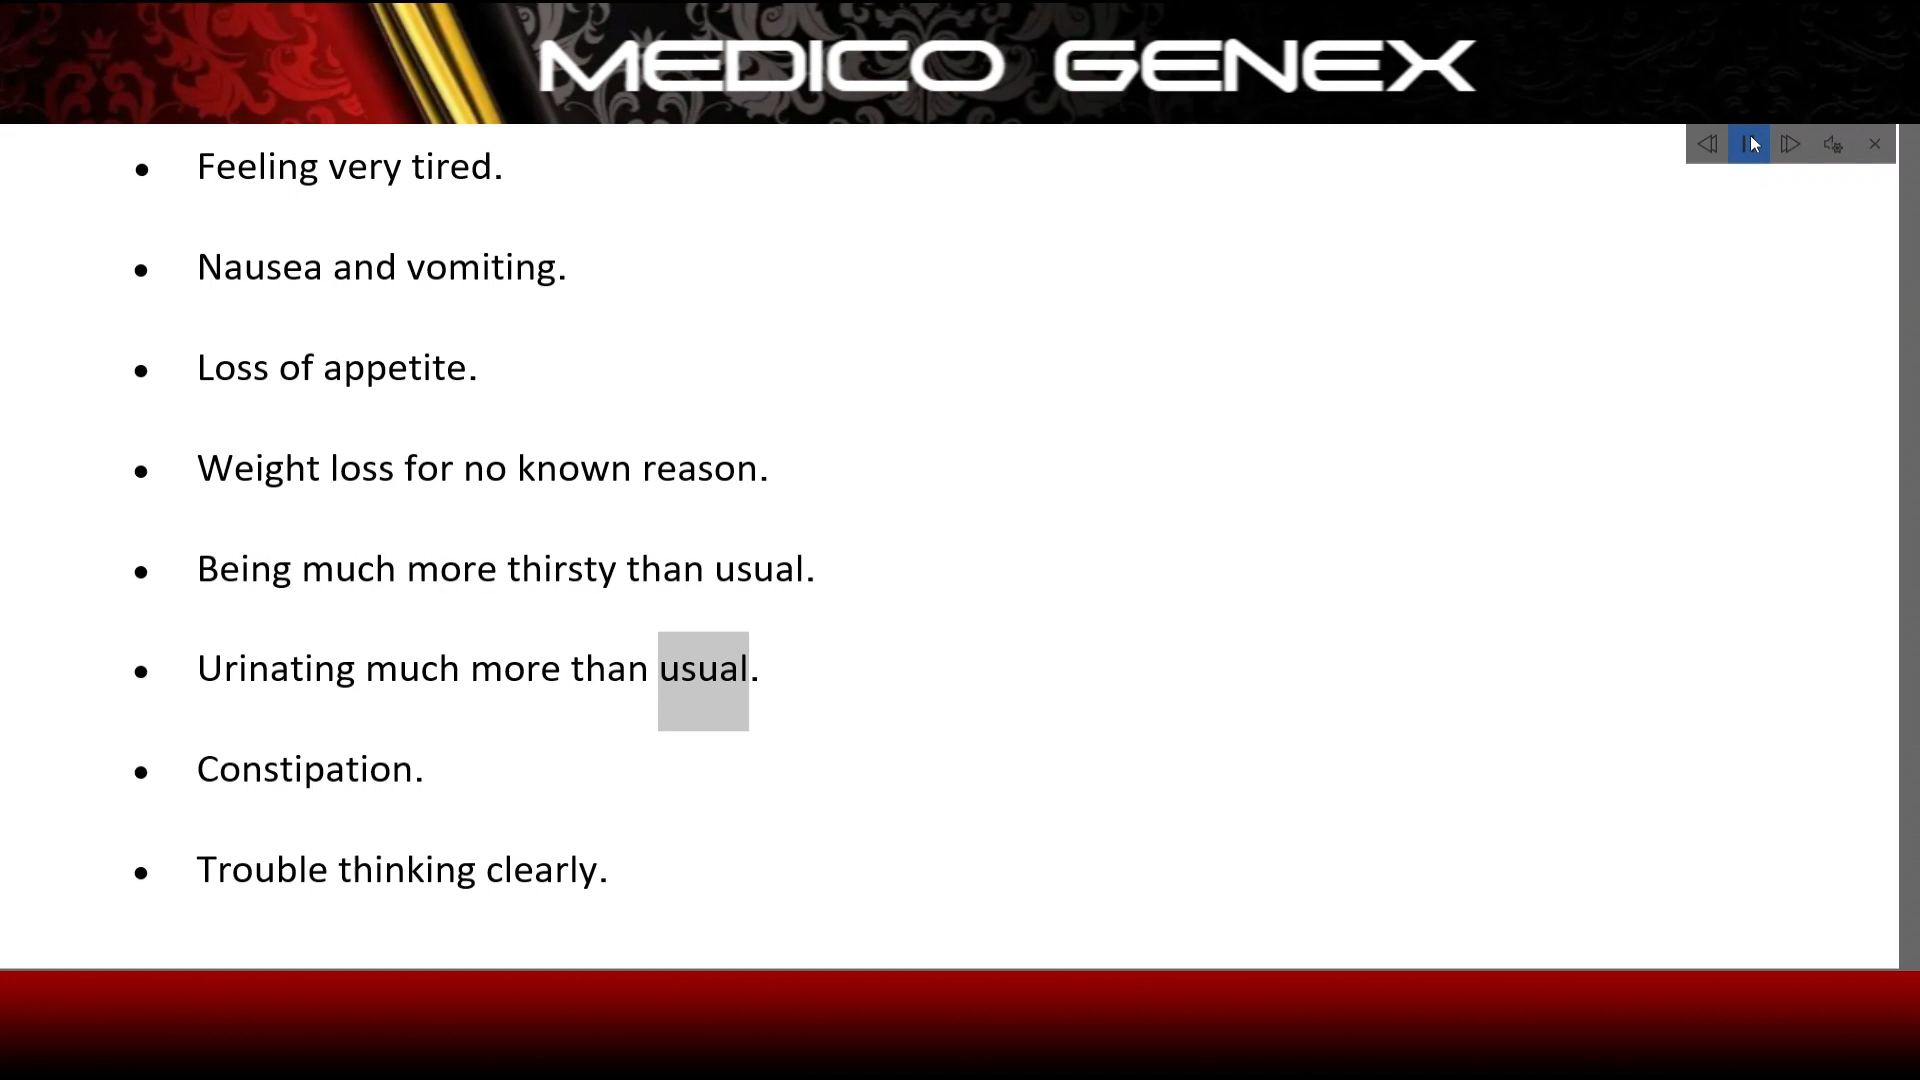 MEDICO GENEX
• Feeling very tired.
• Nausea and vomiting.
• Loss of appetite.
• Weight loss for no known reason.
• Being much more thirsty than usual.
• Urinating much more than usual.
• Constipation.
• Trouble thinking clearly.